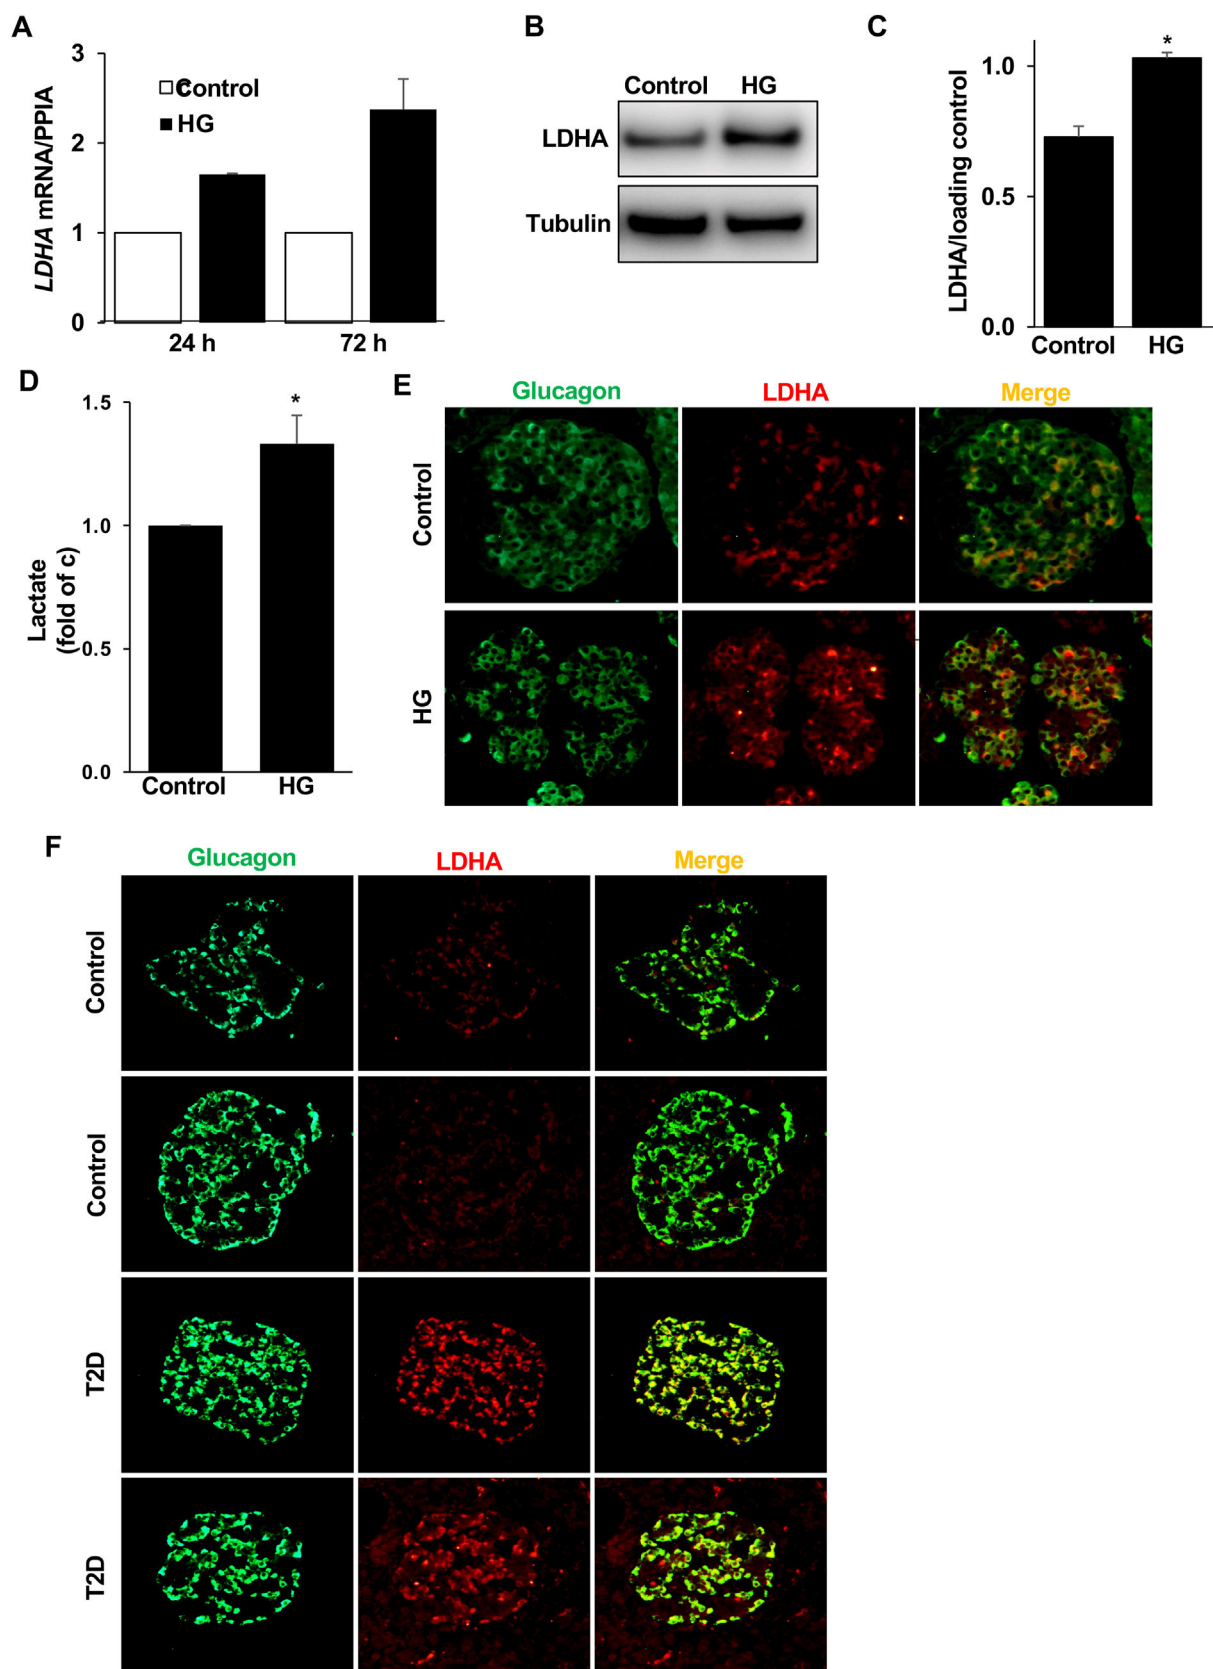 A
3
2
1
0
LDHA mRNA/PPIA
Control
HG
24 h
72 h
B
Control HG
LDHA
Tubulin
C
*
1.0
0.5
0.0
LDHA/loading control
Control HG
D
*
1.5
1.0
0.5
0.0
Lactate
(fold of c)
Control HG
E
Glucagon LDHA Merge
Control
HG
F
Glucagon LDHA Merge
Control
Control
T2D
T2D